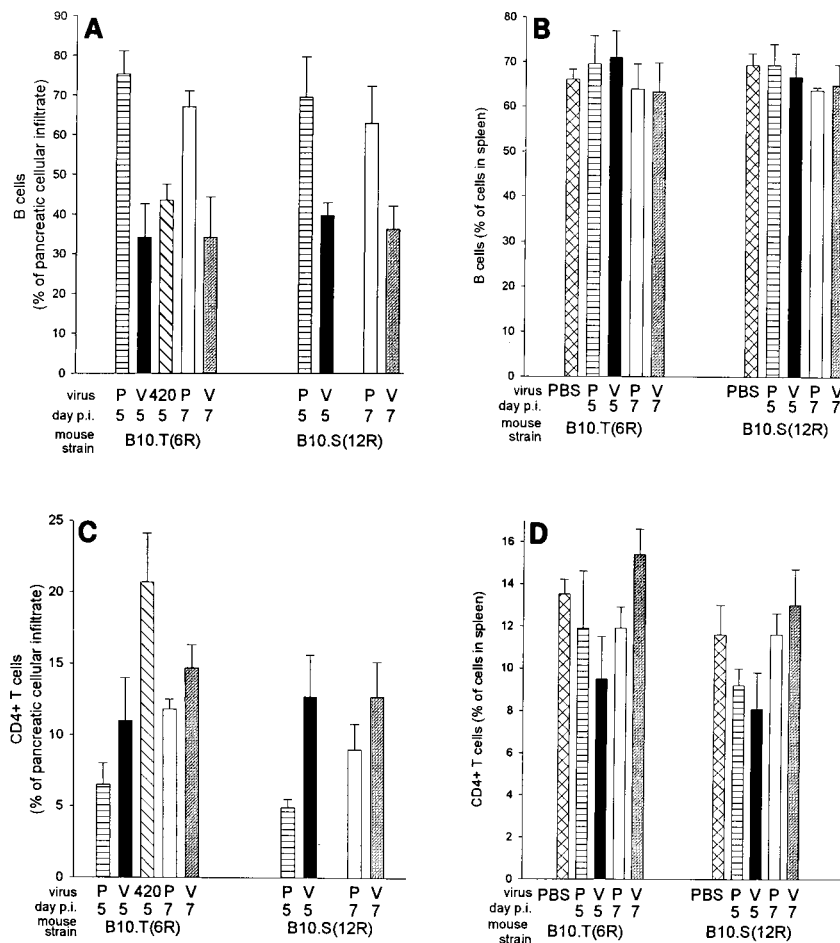 A
90
80
70
60
50
40
30
20
10
0
B cells
(% of pancreatic cellular infiltrate)
virus P V 420 P V P V P V
day p.i. 5 5 5 7 7 5 5 7 7
mouse
strain B10.T(6R) B10.S(12R)
B
80
70
60
50
40
30
20
10
0
B cells (% of cells in spleen)
virus PBS P V P V PBS P V P V
day p.i. 5 5 7 7 5 5 7 7
mouse
strain B10.T(6R) B10.S(12R)
C
25
20
15
10
5
0
CD4+ T cells
(% of pancreatic cellular infiltrate)
virus P V 420 P V P V P V
day p.i. 5 5 5 7 7 5 5 7 7
mouse
strain B10.T(6R) B10.S(12R)
D
16
14
12
10
8
6
4
2
0
CD4+ T cells (% of cells in spleen)
virus PBS P V P V PBS P V P V
day p.i. 5 5 7 7 5 5 7 7
mouse
strain B10.T(6R) B10.S(12R)